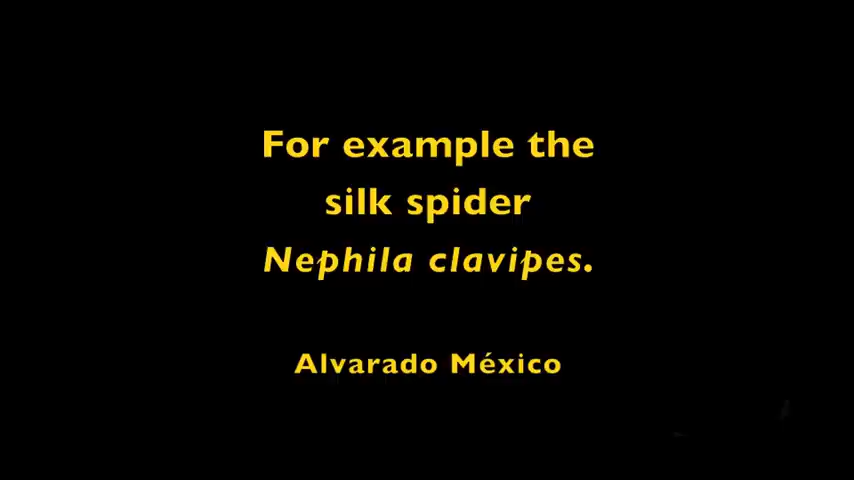 For example the
silk spider
Nephila clavipes.
Alvarado México